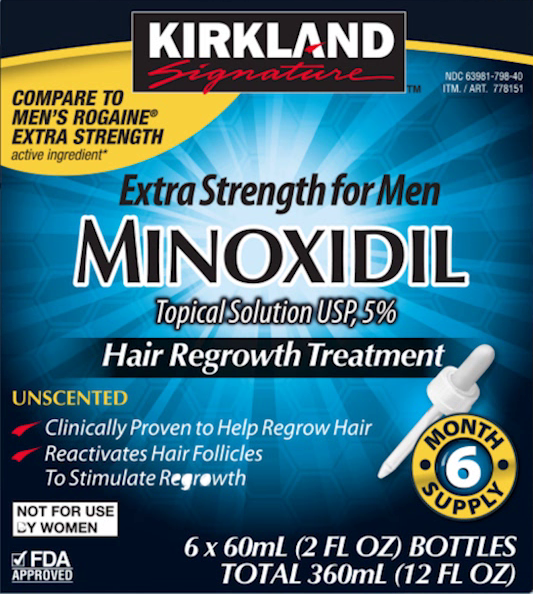 KIRKLAND
Signature
TM
NDC 63981-798-40
ITM. / ART. 778151
COMPARE TO
MEN'S ROGAINE®
EXTRA STRENGTH
active ingredient*
Extra Strength for Men
MINOXIDIL
Topical Solution USP, 5%
Hair Regrowth Treatment
UNSCENTED
Clinically Proven to Help Regrow Hair
Reactivates Hair Follicles
To Stimulate Regrowth
MONTH
6
SUPPLY
NOT FOR USE
BY WOMEN
FDA
APPROVED
6 x 60mL (2 FL OZ) BOTTLES
TOTAL 360mL (12 FL OZ)